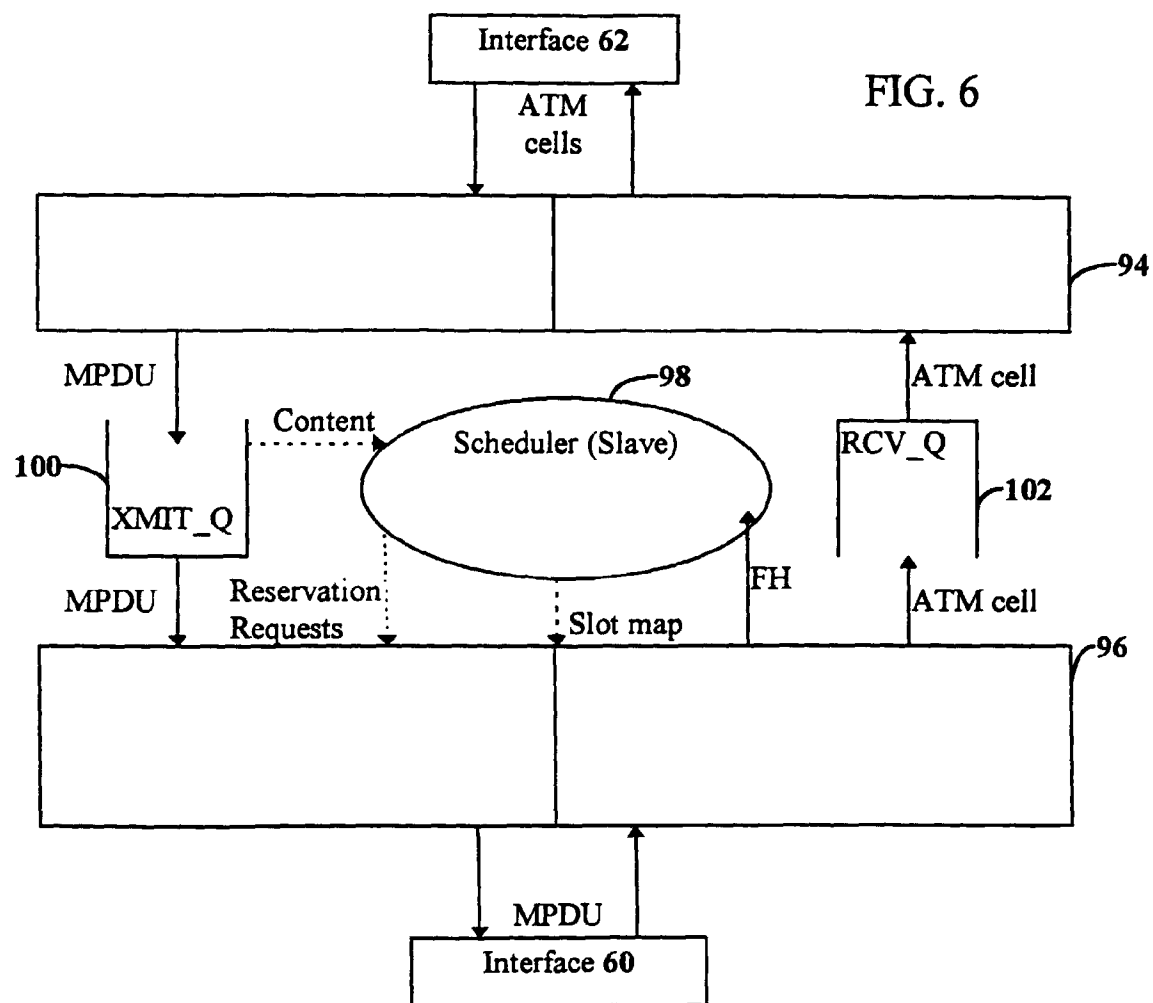 Interface 62
FIG. 6
ATM
cells
94
MPDU
ATM cell
98
Content
Scheduler (Slave)
RCV_Q
100
102
XMIT_Q
MPDU
Reservation
Requests
Slot map
FH
ATM cell
96
MPDU
Interface 60